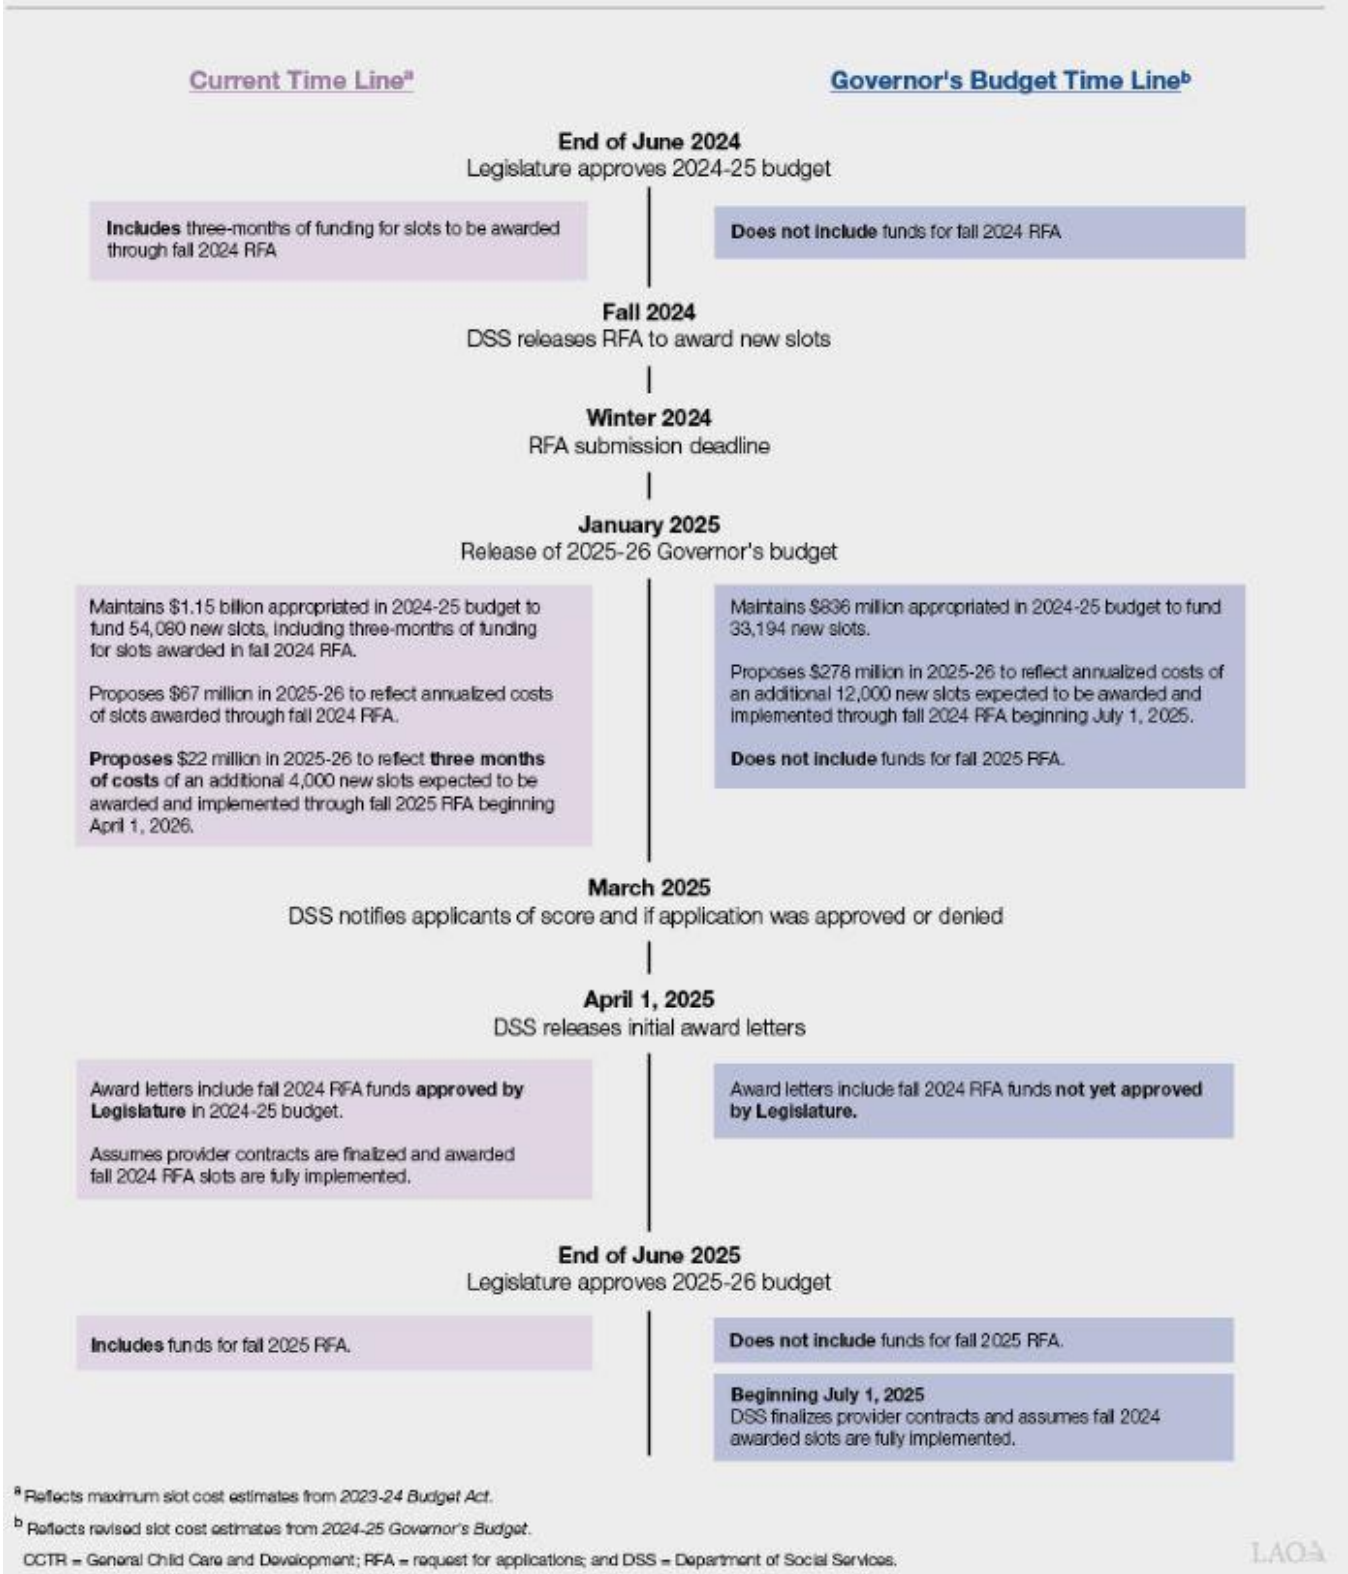 Current Time Lineᵃ
Governor's Budget Time Lineᵇ
End of June 2024
Legislature approves 2024-25 budget
Includes three-months of funding for slots to be awarded
through fall 2024 RFA
Does not include funds for fall 2024 RFA
Fall 2024
DSS releases RFA to award new slots
Winter 2024
RFA submission deadline
January 2025
Release of 2025-26 Governor's budget
Maintains $1.15 billion appropriated in 2024-25 budget to
fund 54,080 new slots, including three-months of funding
for slots awarded in fall 2024 RFA.
Proposes $67 million in 2025-26 to reflect annualized costs
of slots awarded through fall 2024 RFA.
Proposes $22 million in 2025-26 to reflect three months
of costs of an additional 4,000 new slots expected to be
awarded and implemented through fall 2025 RFA beginning
April 1, 2026.
Maintains $836 million appropriated in 2024-25 budget to fund
33,194 new slots.
Proposes $278 million in 2025-26 to reflect annualized costs of
an additional 12,000 new slots expected to be awarded and
implemented through fall 2024 RFA beginning July 1, 2025.
Does not include funds for fall 2025 RFA.
March 2025
DSS notifies applicants of score and if application was approved or denied
April 1, 2025
DSS releases initial award letters
Award letters include fall 2024 RFA funds approved by
Legislature in 2024-25 budget.
Assumes provider contracts are finalized and awarded
fall 2024 RFA slots are fully implemented.
Award letters include fall 2024 RFA funds not yet approved
by Legislature.
End of June 2025
Legislature approves 2025-26 budget
Includes funds for fall 2025 RFA.
Does not include funds for fall 2025 RFA.
Beginning July 1, 2025
DSS finalizes provider contracts and assumes fall 2024
awarded slots are fully implemented.
ᵃ Reflects maximum slot cost estimates from 2023-24 Budget Act.
ᵇ Reflects revised slot cost estimates from 2024-25 Governor's Budget.
CCTR = General Child Care and Development; RFA = request for applications; and DSS = Department of Social Services.
LAO